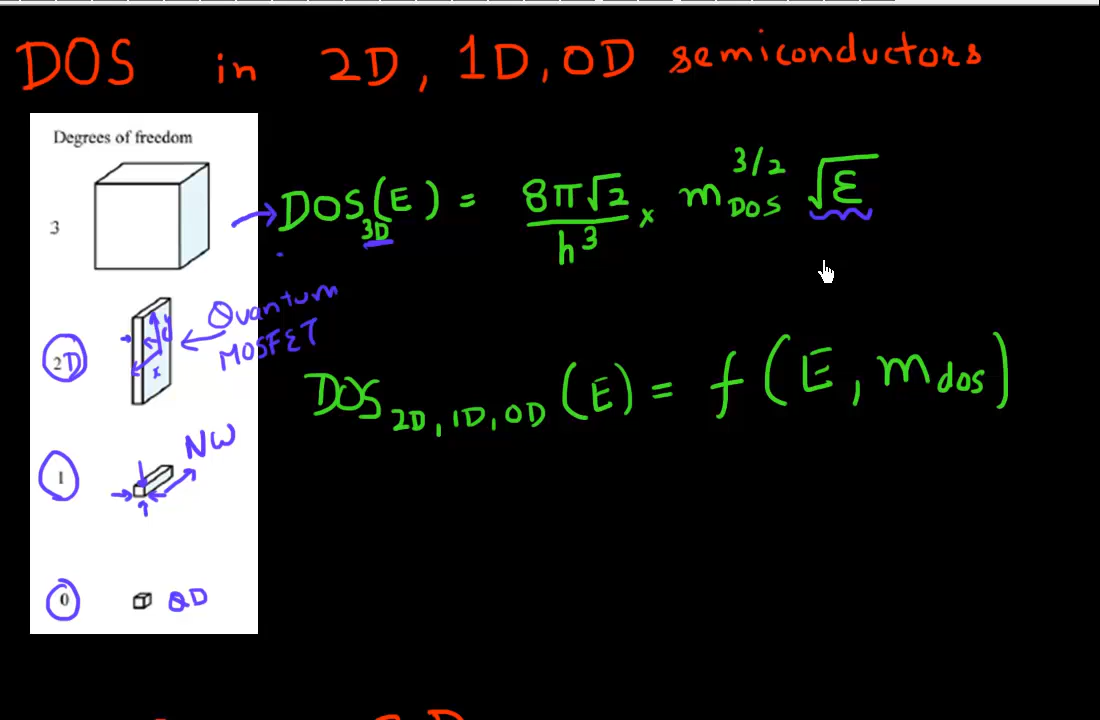 DOS in 2D, 1D, 0D semiconductors
Degrees of freedom
3
DOS3D(E) = 8π√2/h³ × mDOS^3/2 √E
2D
x
y
Quantum
MOSFET
DOS2D, 1D, 0D (E) = f(E, mdos)
1
NW
0
QD